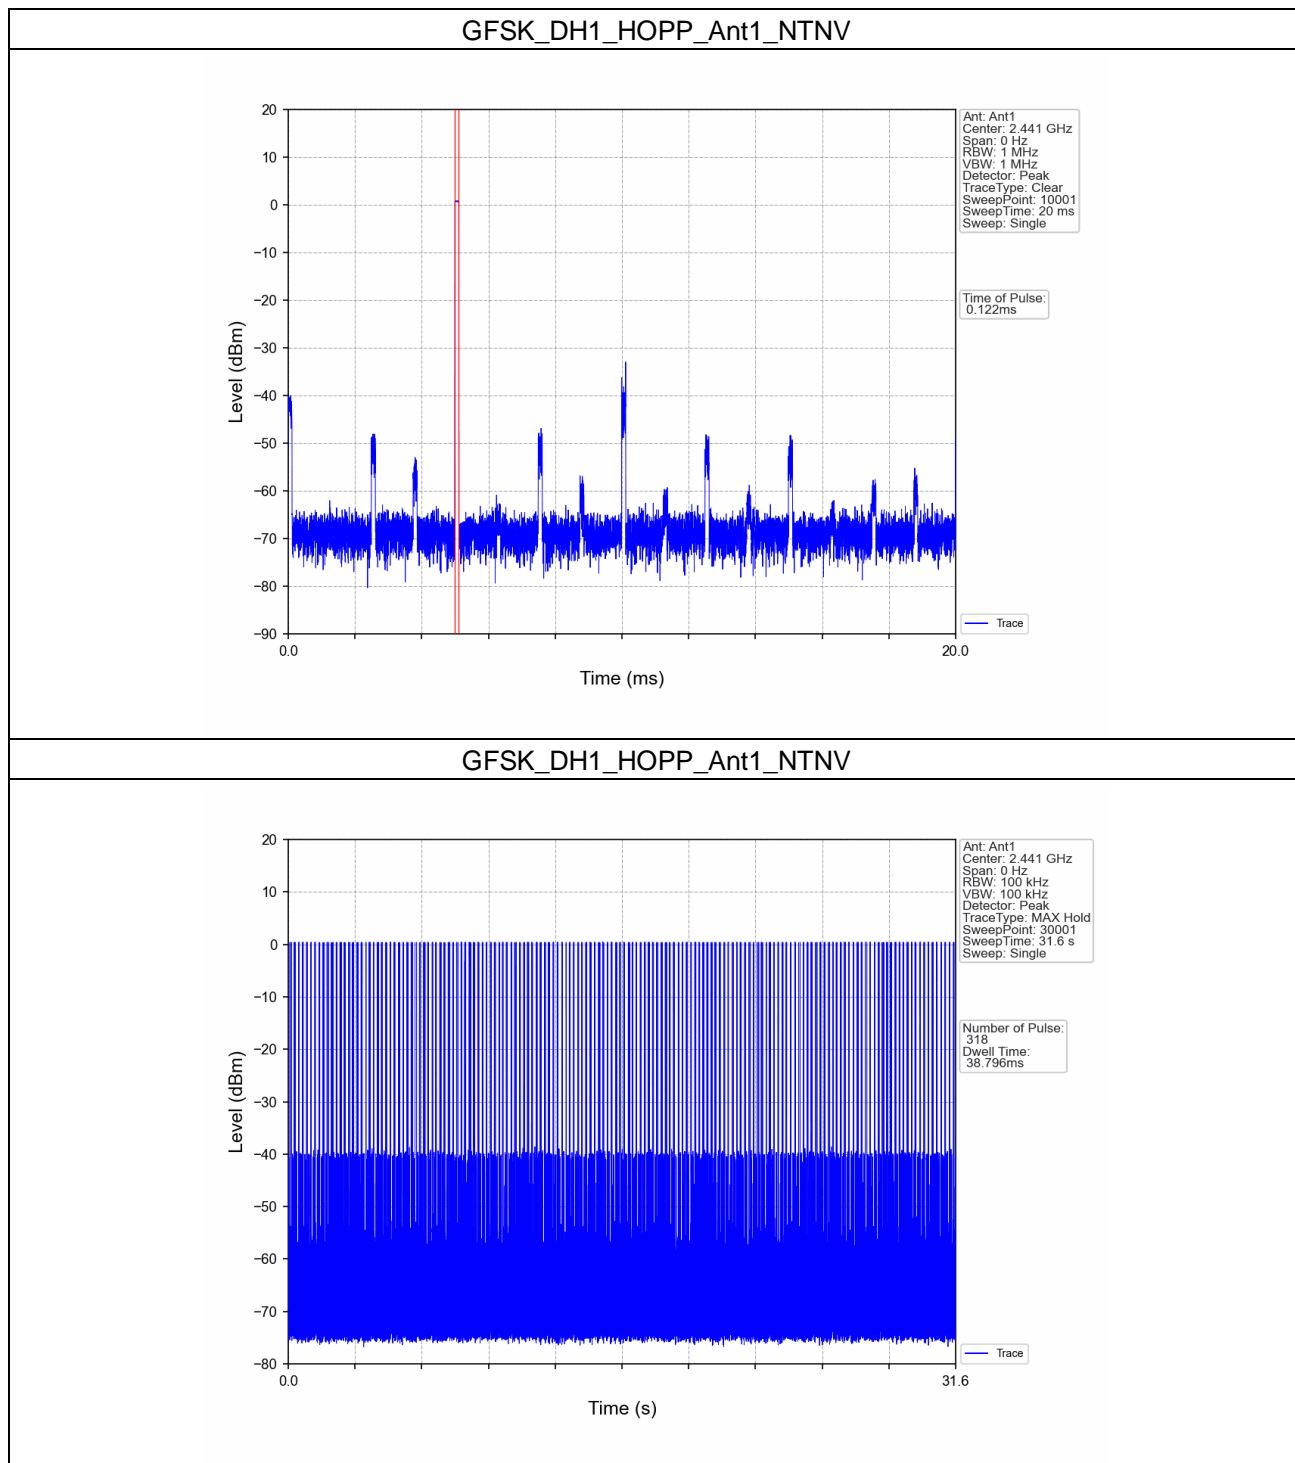 GFSK_DH1_HOPP_Ant1_NTNV
20
10
0
−10
−20
−30
−40
−50
−60
−70
−80
−90
Level (dBm)
0.0
20.0
Time (ms)
Ant: Ant1
Center: 2.441 GHz
Span: 0 Hz
RBW: 1 MHz
VBW: 1 MHz
Detector: Peak
TraceType: Clear
SweepPoint: 10001
SweepTime: 20 ms
Sweep: Single
Time of Pulse:
0.122ms
Trace
GFSK_DH1_HOPP_Ant1_NTNV
20
10
0
−10
−20
−30
−40
−50
−60
−70
−80
Level (dBm)
0.0
31.6
Time (s)
Ant: Ant1
Center: 2.441 GHz
Span: 0 Hz
RBW: 100 kHz
VBW: 100 kHz
Detector: Peak
TraceType: MAX Hold
SweepPoint: 30001
SweepTime: 31.6 s
Sweep: Single
Number of Pulse:
318
Dwell Time:
38.796ms
Trace